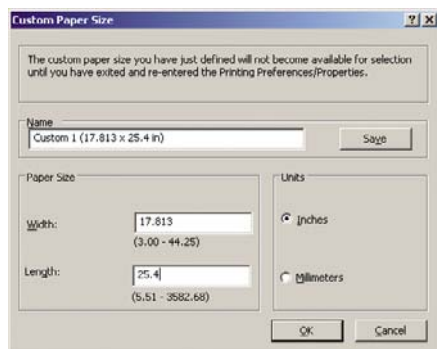 Custom Paper Size
The custom paper size you have just defined will not become available for selection
until you have exited and re-entered the Printing Preferences/Properties.
Name
Custom 1 (17.813 x 25.4 in)
Save
Paper Size
Width:
17.813
(3.00 - 44.25)
Length:
25.4
(5.51 - 3582.68)
Units
Inches
Milimeters
OK
Cancel